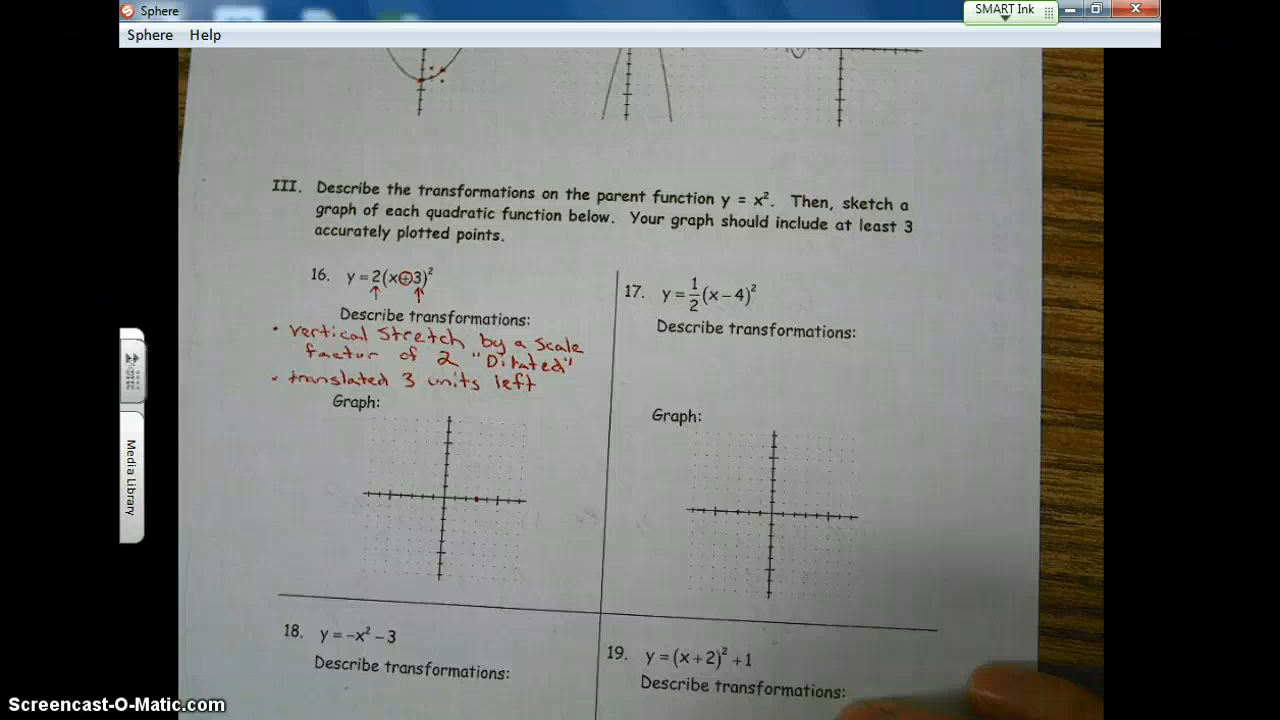 Sphere
SMART Ink
Sphere Help
III. Describe the transformations on the parent function y = x². Then, sketch a
graph of each quadratic function below. Your graph should include at least 3
accurately plotted points.
16. y = 2(x+3)²
Describe transformations:
• vertical stretch by a scale
factor of 2 "Dilated"
• translated 3 units left
Graph:
17. y = 1/2(x – 4)²
Describe transformations:
Graph:
18. y = –x² – 3
Describe transformations:
19. y = (x + 2)² + 1
Describe transformations:
Media Library
Screencast-O-Matic.com